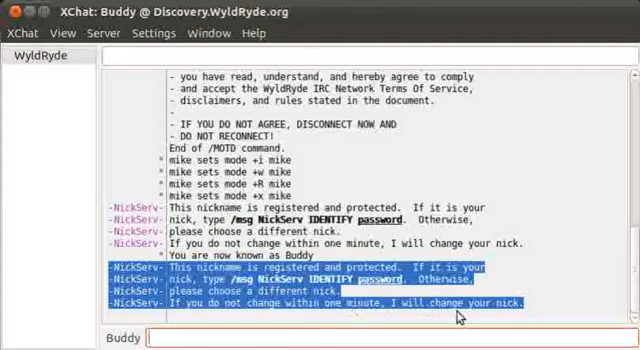 XChat: Buddy @ Discovery.WyldRyde.org
XChat View Server Settings Window Help
WyldRyde
- you have read, understand, and hereby agree to comply
- and accept the WyldRyde IRC Network Terms Of Service,
- disclaimers, and rules stated in the document.
-
- IF YOU DO NOT AGREE, DISCONNECT NOW AND
- DO NOT RECONNECT!
End of /MOTD command.
* mike sets mode +i mike
* mike sets mode +w mike
* mike sets mode +R mike
* mike sets mode +x mike
-NickServ- This nickname is registered and protected. If it is your
-NickServ- nick, type /msg NickServ IDENTIFY password. Otherwise,
-NickServ- please choose a different nick.
-NickServ- If you do not change within one minute, I will change your nick.
* You are now known as Buddy
-NickServ- This nickname is registered and protected. If it is your
-NickServ- nick, type /msg NickServ IDENTIFY password. Otherwise,
-NickServ- please choose a different nick.
-NickServ- If you do not change within one minute, I will change your nick.
Buddy